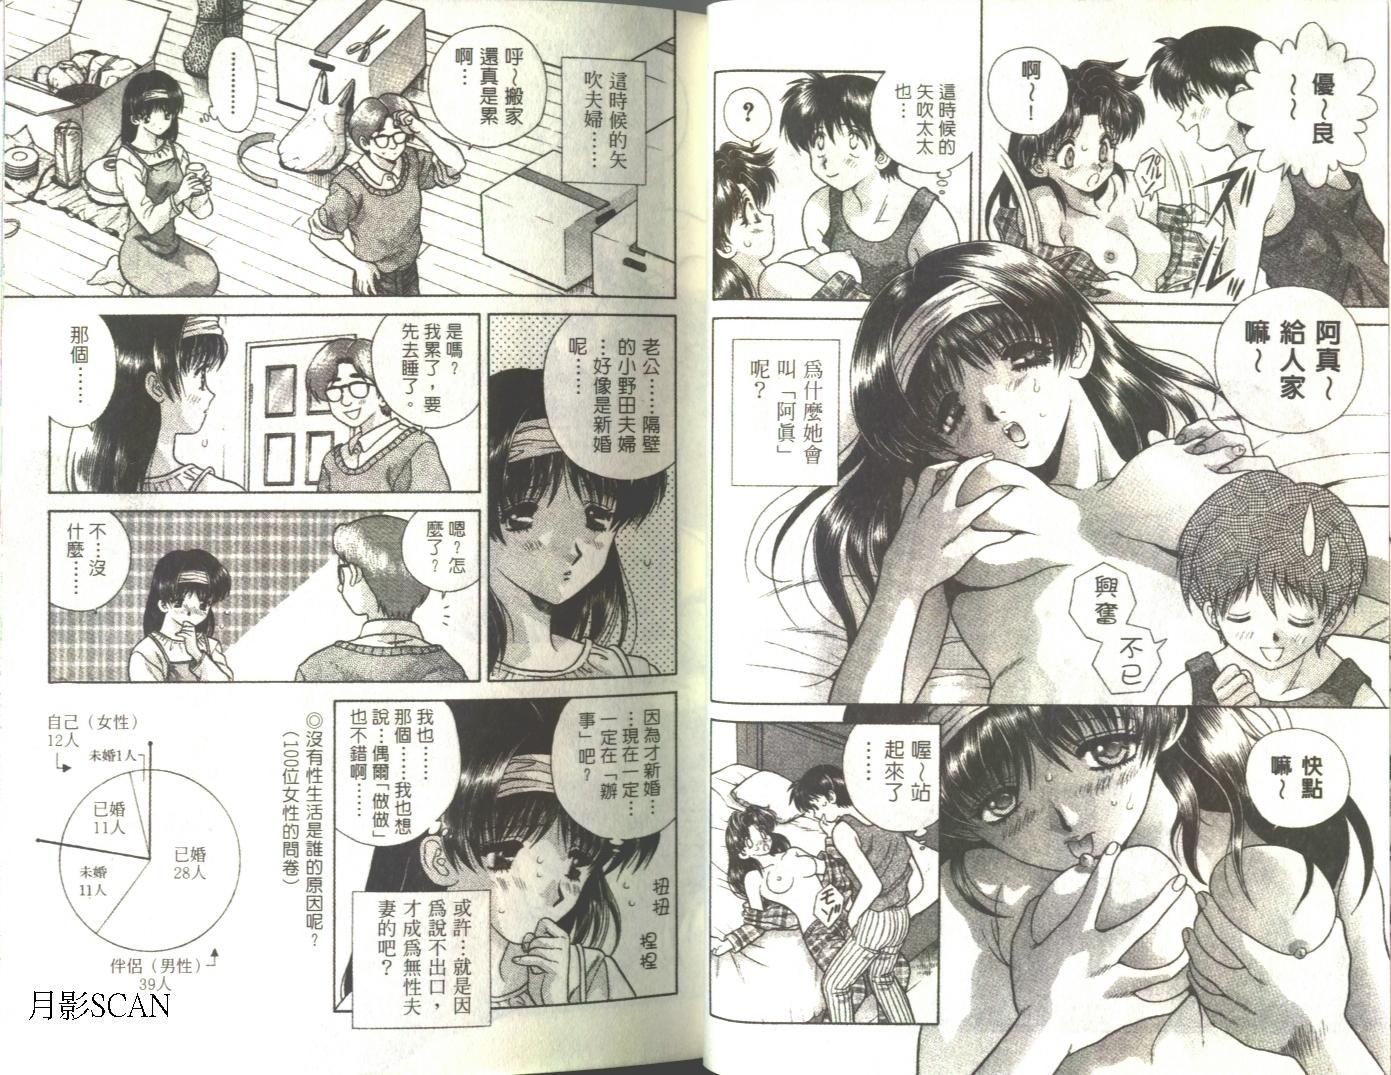 優～良
～～
啊～！
這時候的
矢吹太太
也…
？
阿真～
給人家
嘛～
為什麼她會
叫「阿真」
呢？
興奮
不已
快點
嘛～
喔～站
起來了
……
モゾ
這時候的矢
吹夫婦……
呼～搬家
還真是累
啊…
…………
老公……隔壁
的小野田夫婦
…好像是新婚
呢……
是嗎？
我累了，要
先去睡了。
那個……
嗯？怎
麼了？
不…沒
什麼……
因為才新婚…
…現在一定…
一定在「辦
事」吧？
我也……
那個……我也想
說…偶爾「做做」
也不錯啊……
扭扭
捏捏
或許…就是因
為說不出口，
才成為無性夫
妻的吧？
◎沒有性生活是誰的原因呢？
（100位女性的問卷）
自己（女性）
12人
未婚1人
已婚
11人
未婚
11人
已婚
28人
伴侶（男性）
39人
月影SCAN